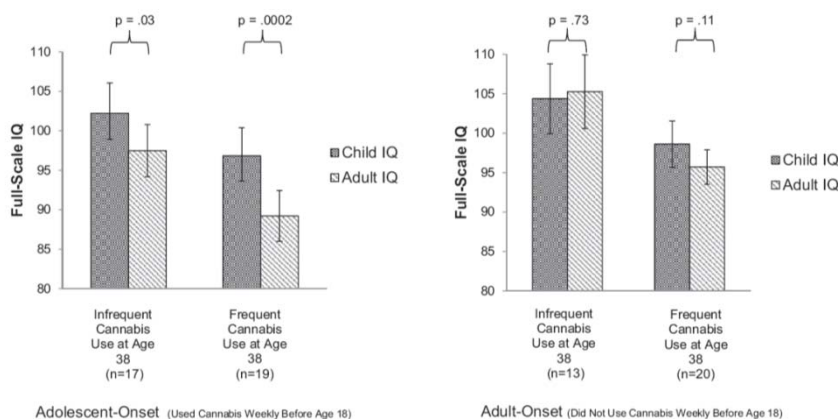 p = .03
p = .0002
110
105
100
95
90
85
80
Full-Scale IQ
Child IQ
Adult IQ
Infrequent
Cannabis
Use at Age
38
(n=17)
Frequent
Cannabis
Use at Age
38
(n=19)
Adolescent-Onset (Used Cannabis Weekly Before Age 18)
p = .73
p = .11
110
105
100
95
90
85
80
Full-Scale IQ
Child IQ
Adult IQ
Infrequent
Cannabis
Use at Age
38
(n=13)
Frequent
Cannabis
Use at Age
38
(n=20)
Adult-Onset (Did Not Use Cannabis Weekly Before Age 18)